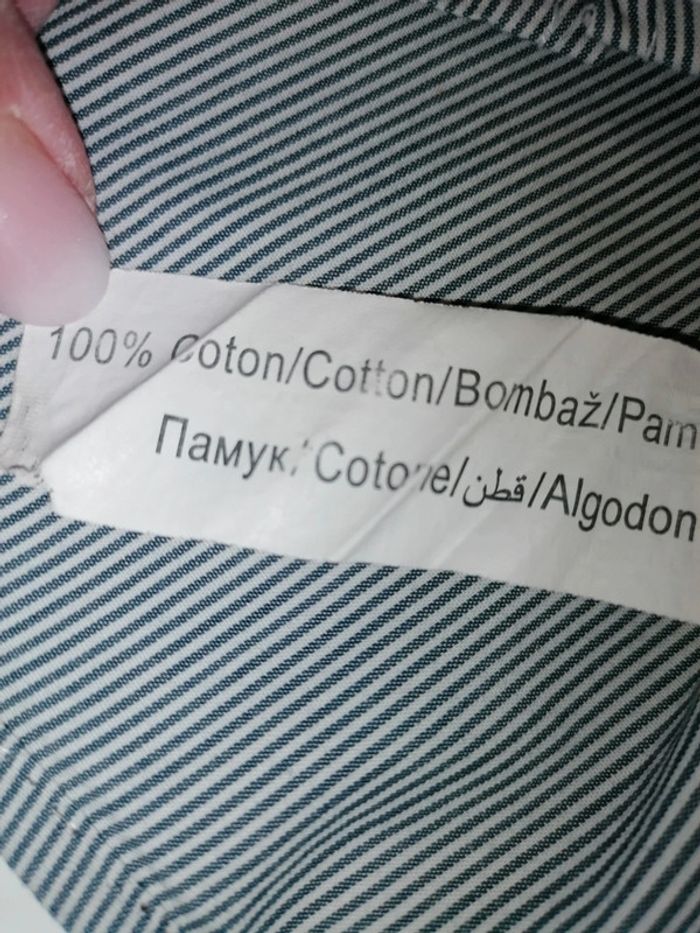 100% Coton/Cotton/Bombaž/Pam
Памук/Cotone/قطن/Algodon